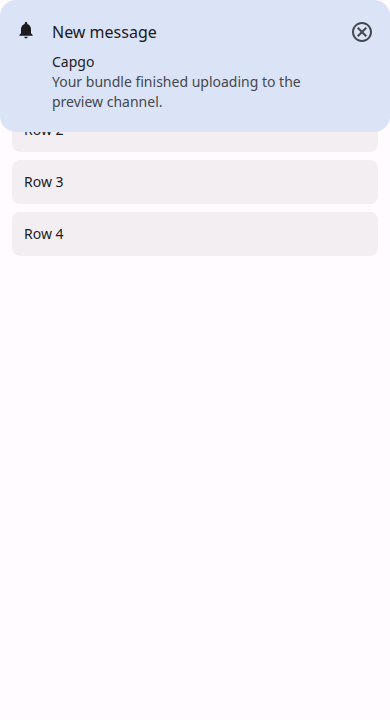 New message
Capgo
Your bundle finished uploading to the
preview channel.
Row 2
Row 3
Row 4